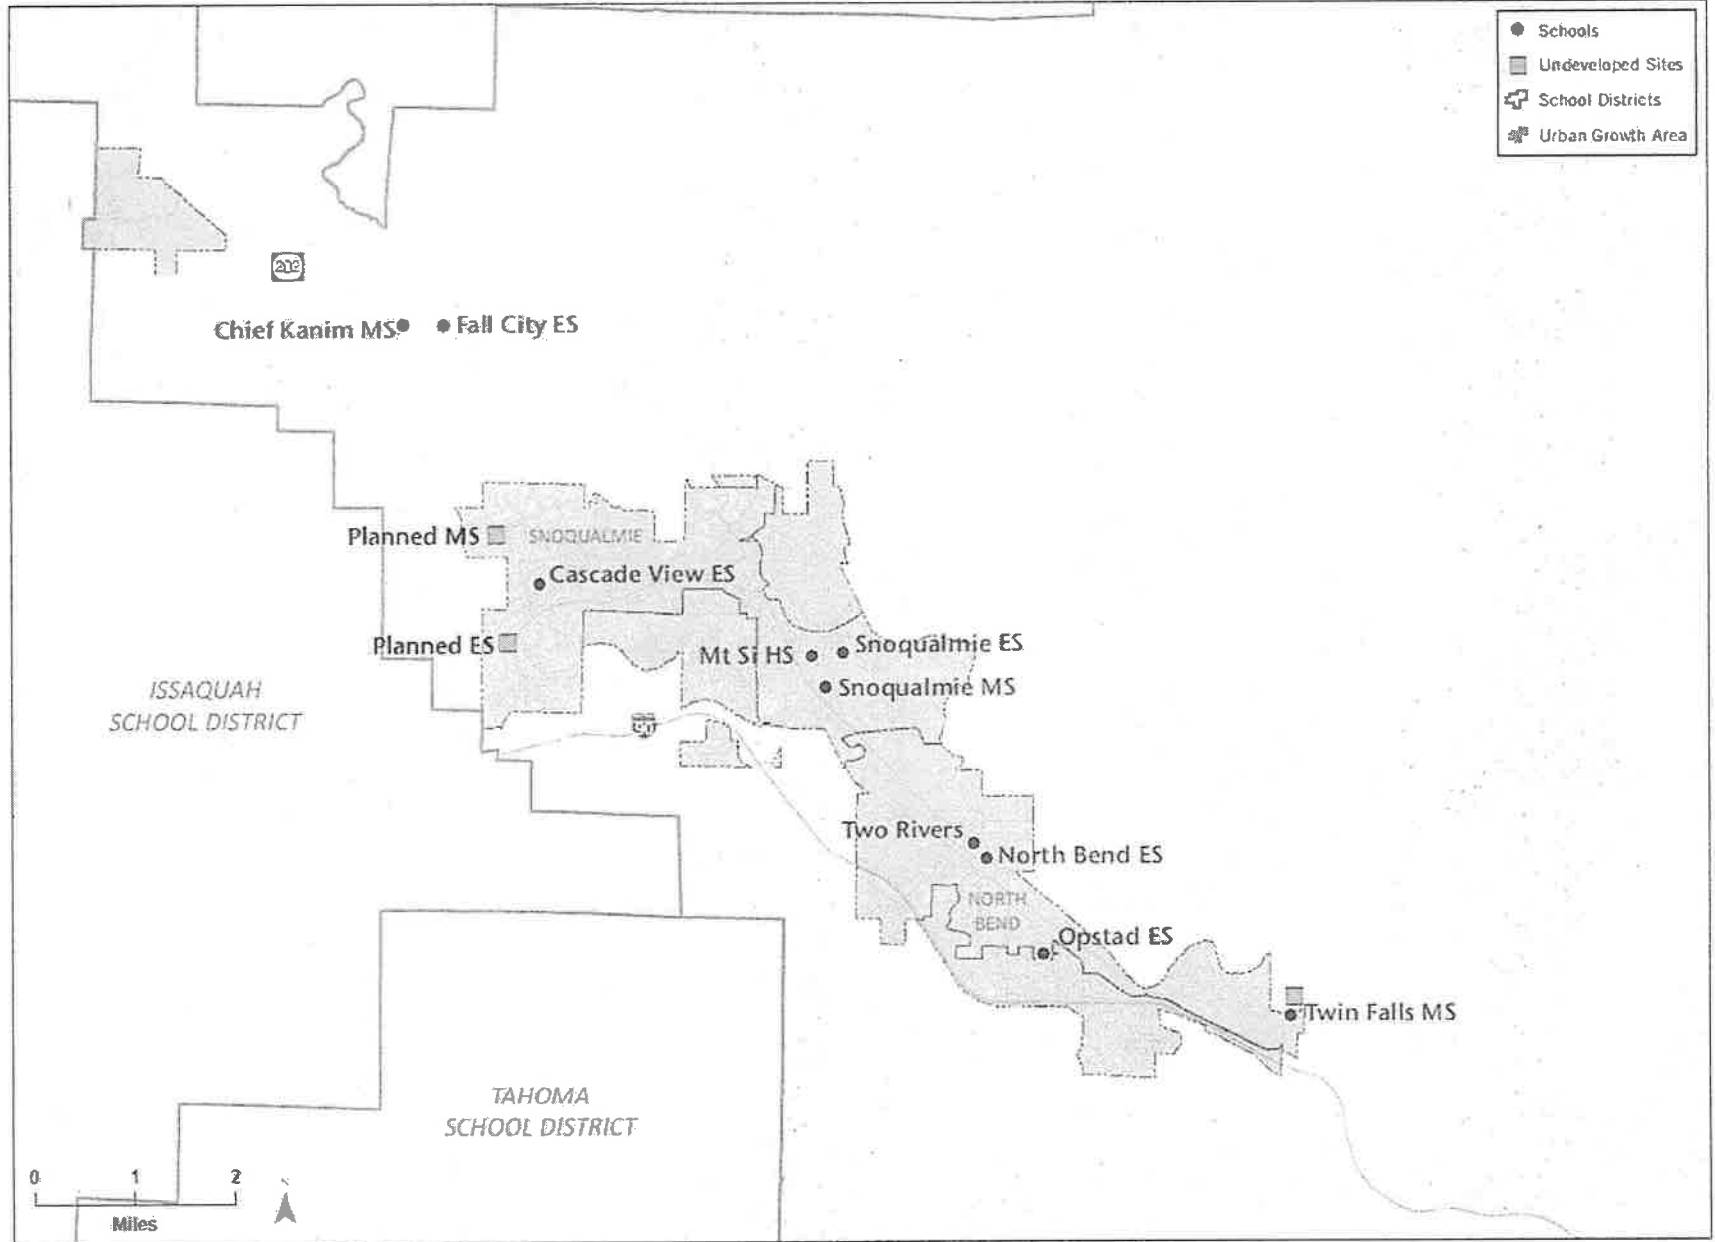 Schools
Undeveloped Sites
School Districts
Urban Growth Area
202
Chief Kanim MS
Fall City ES
Planned MS
SNOQUALMIE
Cascade View ES
Planned ES
Mt Si HS
Snoqualmie ES
Snoqualmie MS
ISSAQUAH
SCHOOL DISTRICT
Two Rivers
North Bend ES
NORTH
BEND
Opstad ES
Twin Falls MS
TAHOMA
SCHOOL DISTRICT
0 1 2
Miles